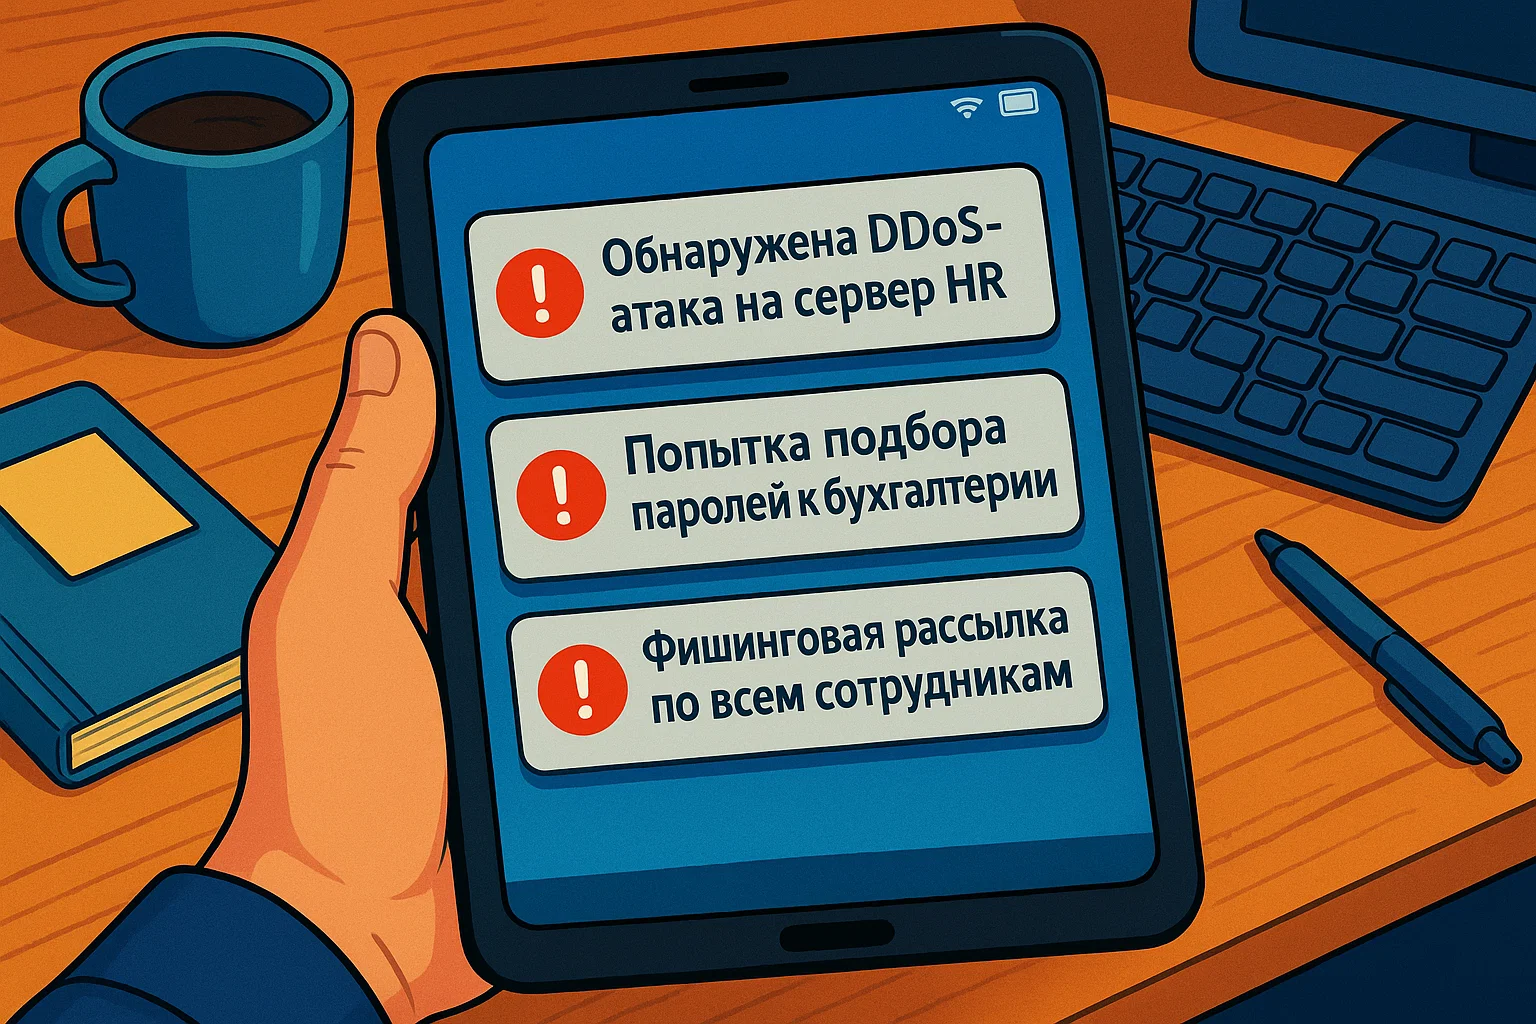 Обнаружена DDoS-
атака на сервер HR
Попытка подбора
паролей к бухгалтерии
Фишинговая рассылка
по всем сотрудникам